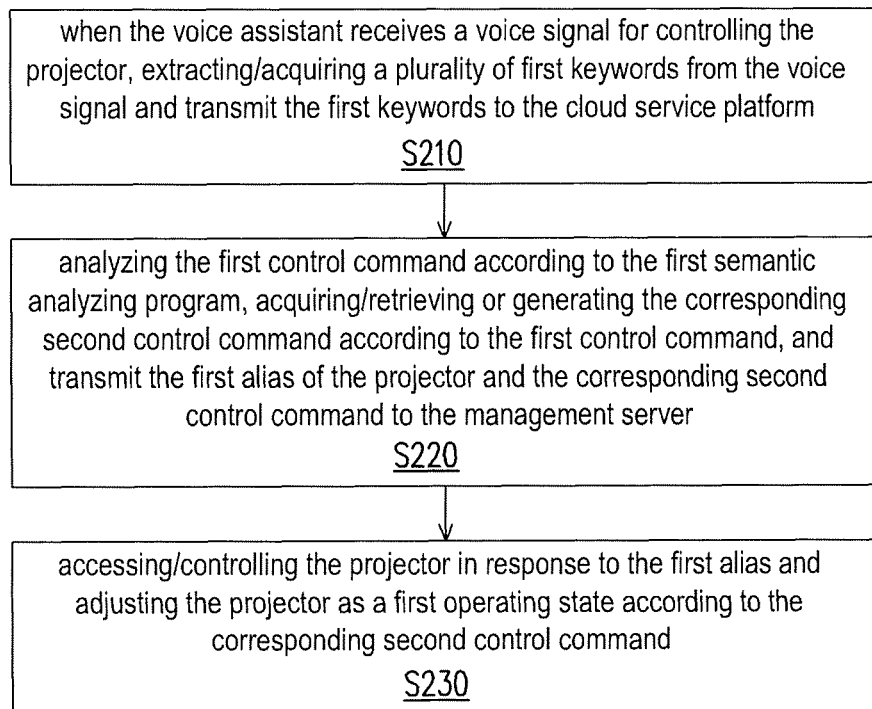 when the voice assistant receives a voice signal for controlling the
projector, extracting/acquiring a plurality of first keywords from the voice
signal and transmit the first keywords to the cloud service platform
S210
analyzing the first control command according to the first semantic
analyzing program, acquiring/retrieving or generating the corresponding
second control command according to the first control command, and
transmit the first alias of the projector and the corresponding second
control command to the management server
S220
accessing/controlling the projector in response to the first alias and
adjusting the projector as a first operating state according to the
corresponding second control command
S230